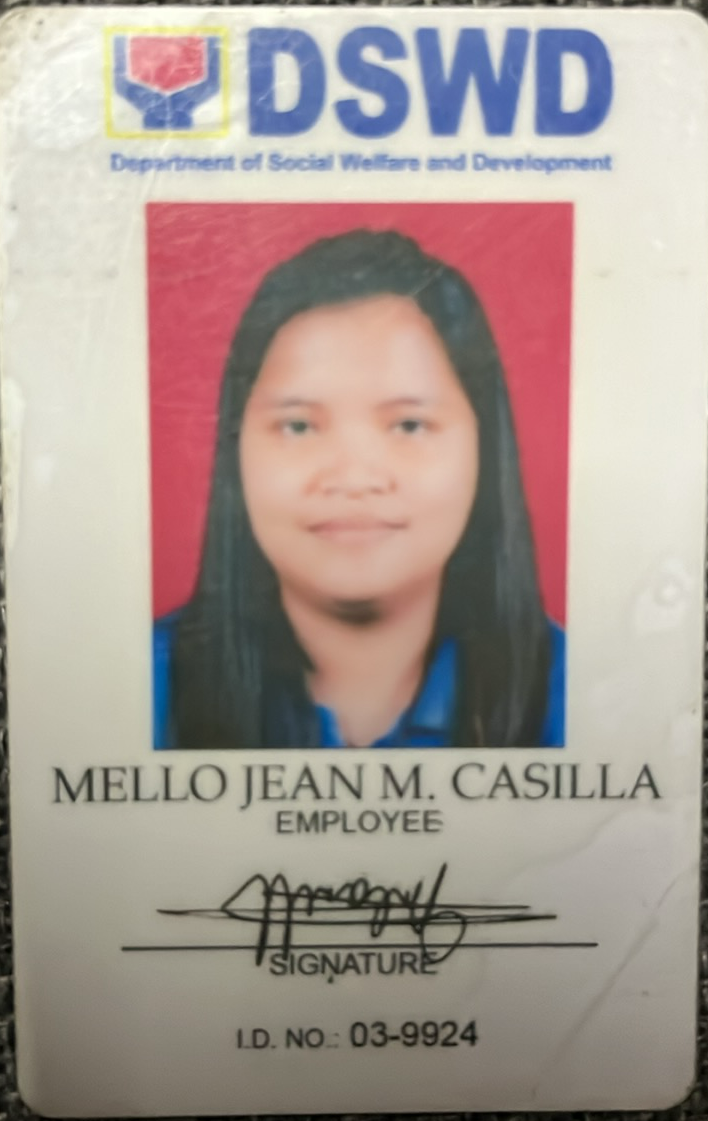 DSWD
Department of Social Welfare and Development
MELLO JEAN M. CASILLA
EMPLOYEE
SIGNATURE
I.D. NO.: 03-9924